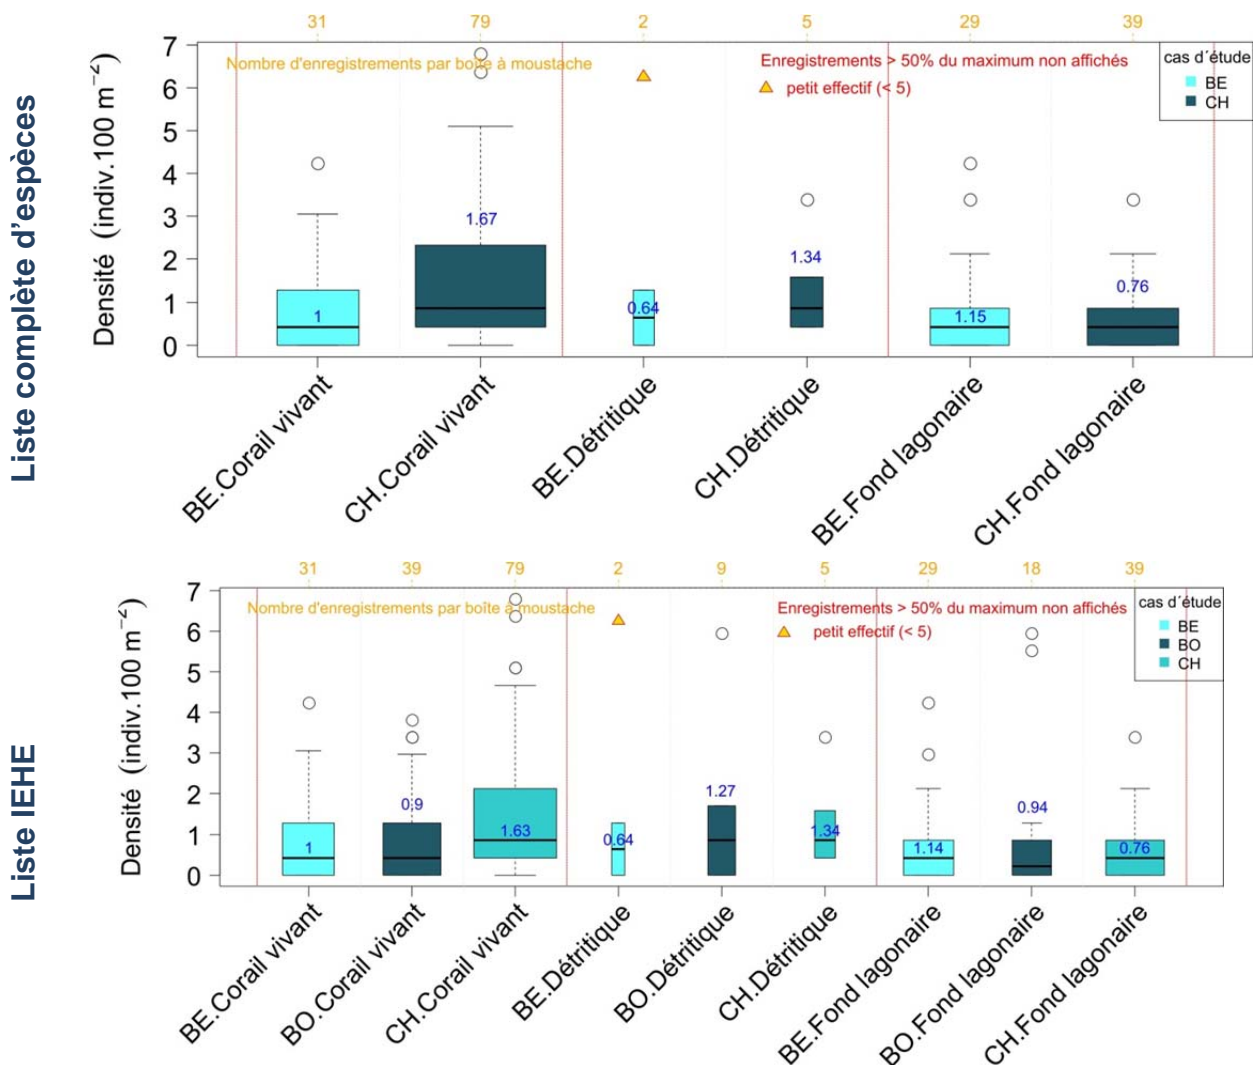 Liste complète d’espèces
31 79 2 5 29 39
Nombre d'enregistrements par boîte à moustache
Enregistrements > 50% du maximum non affichés
petit effectif (< 5)
cas d´étude
BE
CH
Densité (indiv.100 m⁻²)
7
6
5
4
3
2
1
0
1 1.67 0.64 1.34 1.15 0.76
BE.Corail vivant
CH.Corail vivant
BE.Détritique
CH.Détritique
BE.Fond lagonaire
CH.Fond lagonaire
Liste IEHE
31 39 79 2 9 5 29 18 39
Nombre d'enregistrements par boîte à moustache
Enregistrements > 50% du maximum non affichés
petit effectif (< 5)
cas d´étude
BE
BO
CH
Densité (indiv.100 m⁻²)
7
6
5
4
3
2
1
0
1 0.9 1.63 0.64 1.27 1.34 1.14 0.94 0.76
BE.Corail vivant
BO.Corail vivant
CH.Corail vivant
BE.Détritique
BO.Détritique
CH.Détritique
BE.Fond lagonaire
BO.Fond lagonaire
CH.Fond lagonaire